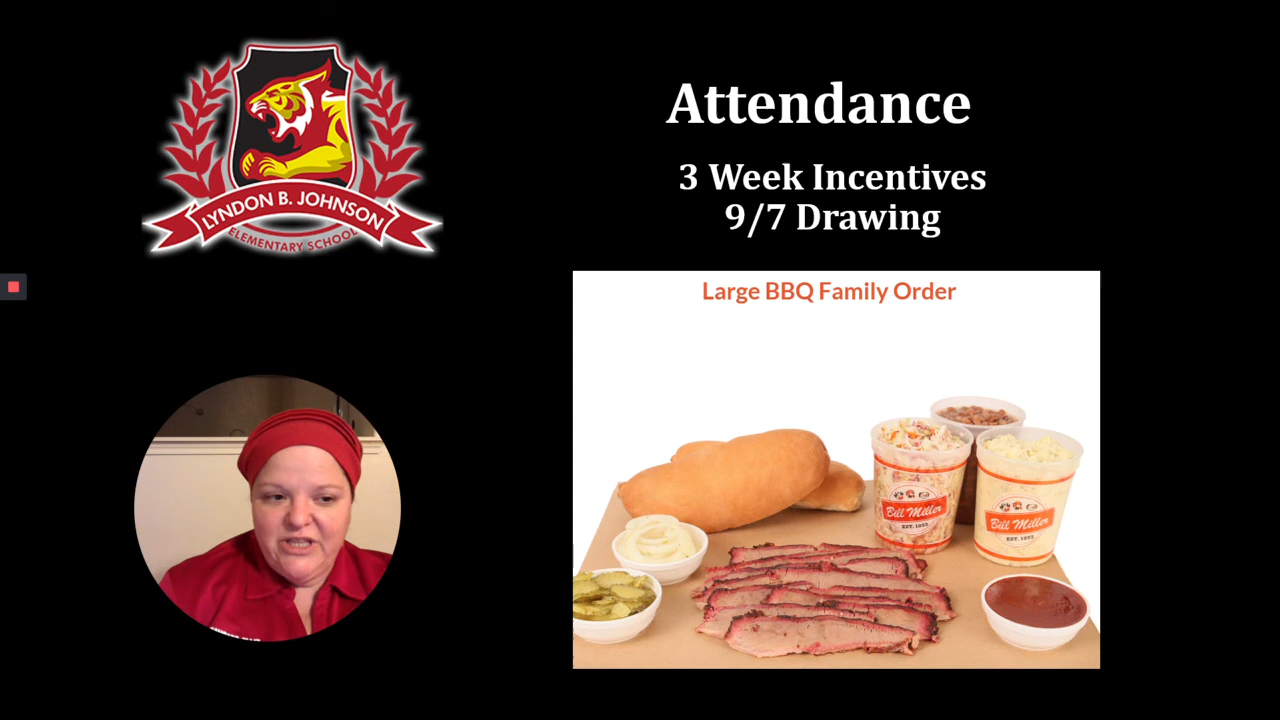 LYNDON B. JOHNSON
ELEMENTARY SCHOOL
Attendance
3 Week Incentives
9/7 Drawing
Large BBQ Family Order
Bill Miller
EST. 1953
Bill Miller
EST. 1953